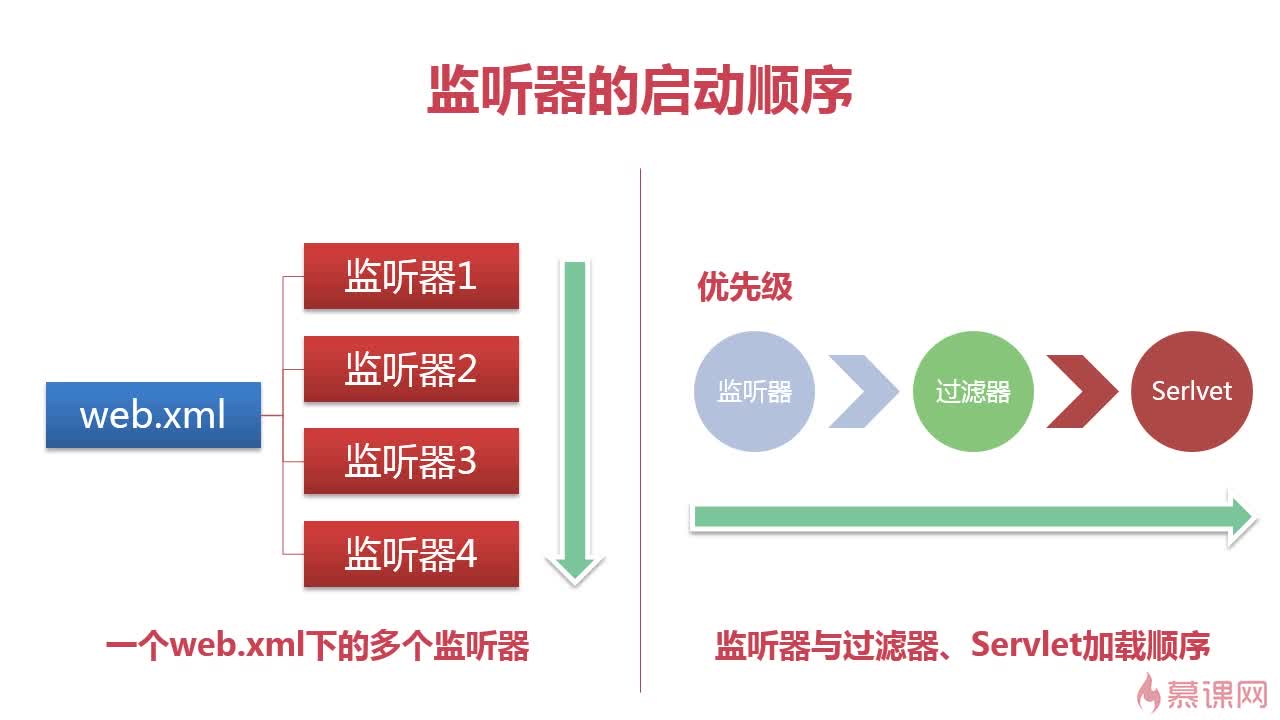 监听器的启动顺序
web.xml
监听器1
监听器2
监听器3
监听器4
一个web.xml下的多个监听器
优先级
监听器
过滤器
Serlvet
监听器与过滤器、Servlet加载顺序
慕课网